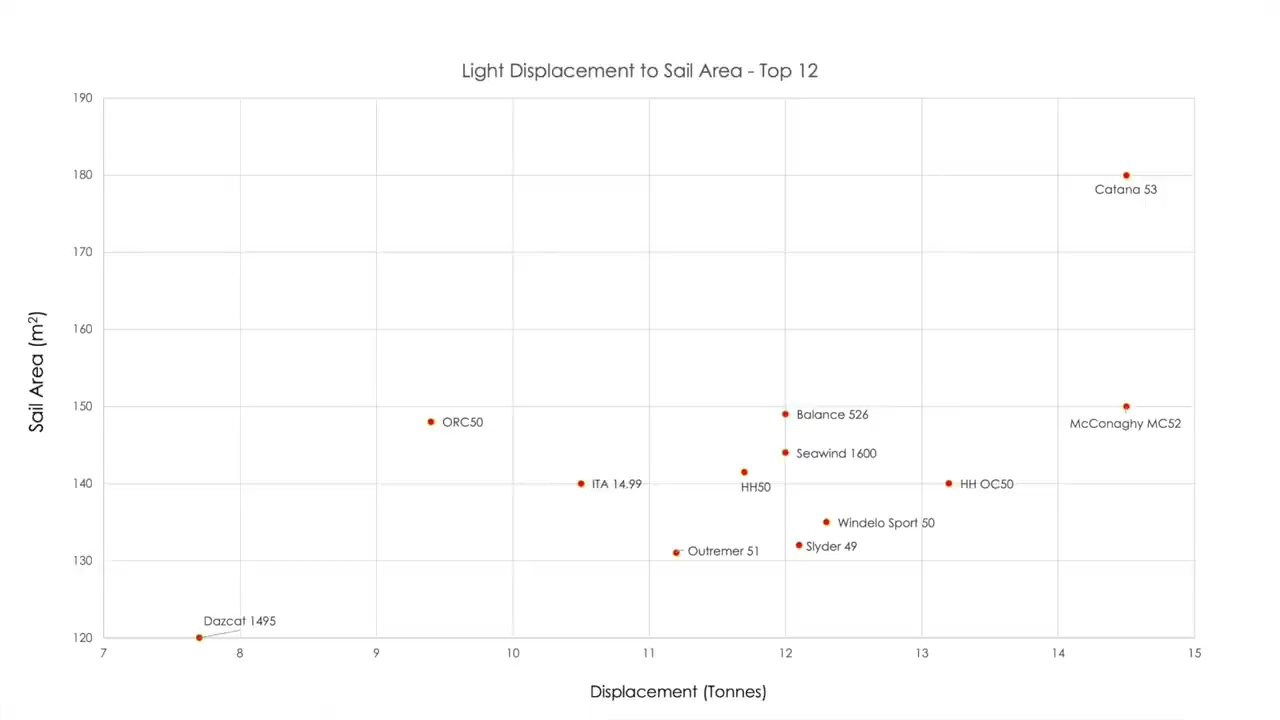 Light Displacement to Sail Area - Top 12
190
180
Catana 53
170
160
Sail Area (m²)
150
McConaghy MC52
Balance 526
ORC50
Seawind 1600
140
ITA 14.99
HH50
HH OC50
Windelo Sport 50
Slyder 49
Outremer 51
130
Dazcat 1495
120
7 8 9 10 11 12 13 14 15
Displacement (Tonnes)